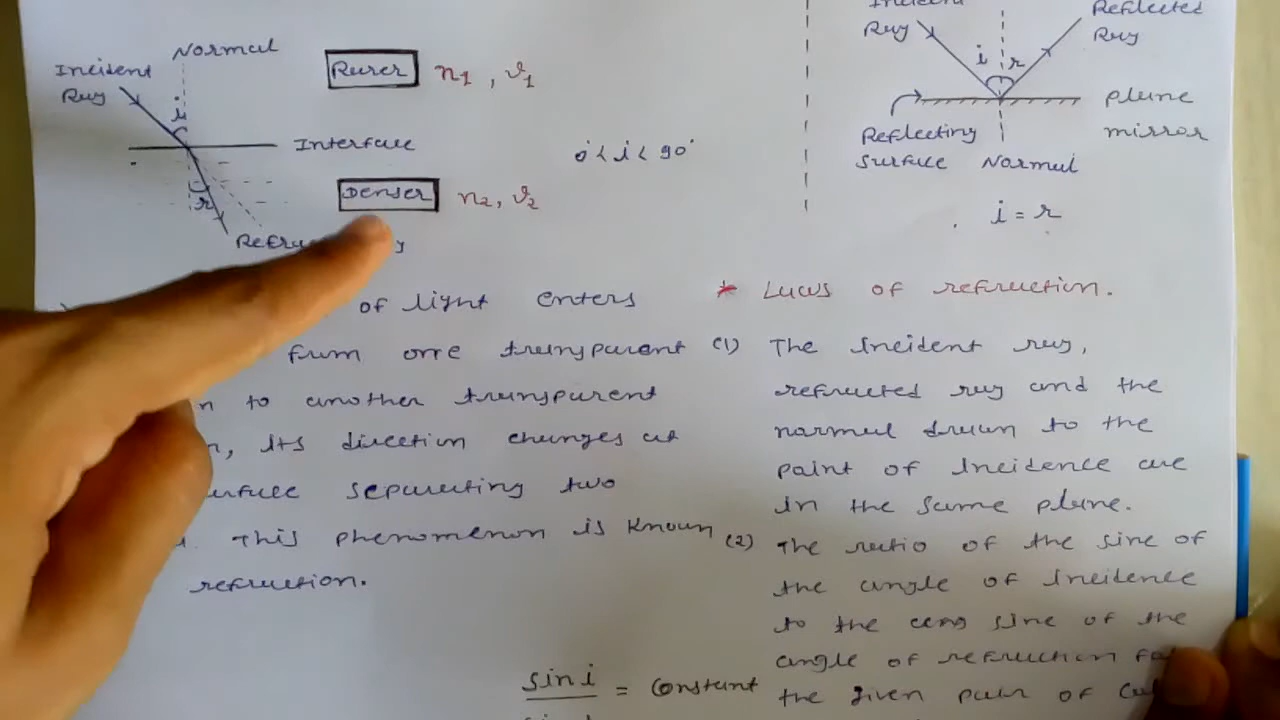 Normal
Incident
Ray
i
Rarer n1 , v1
Interface
0° < i < 90°
Denser n2, v2
r
of light enters
from one transparent
to another transparent
its direction changes at
separating two
This phenomenon is known
refraction.
sin i
= constant
Ray
Reflected
Ray
i r
Reflecting
surface
plane
mirror
Normal
i = r
* Laws of refraction.
(1) The Incident ray,
refracted ray and the
normal drawn to the
point of Incidence are
in the same plane.
(2) The ratio of the sine of
the angle of Incidence
to the sine of the
angle of refraction
the given pair of